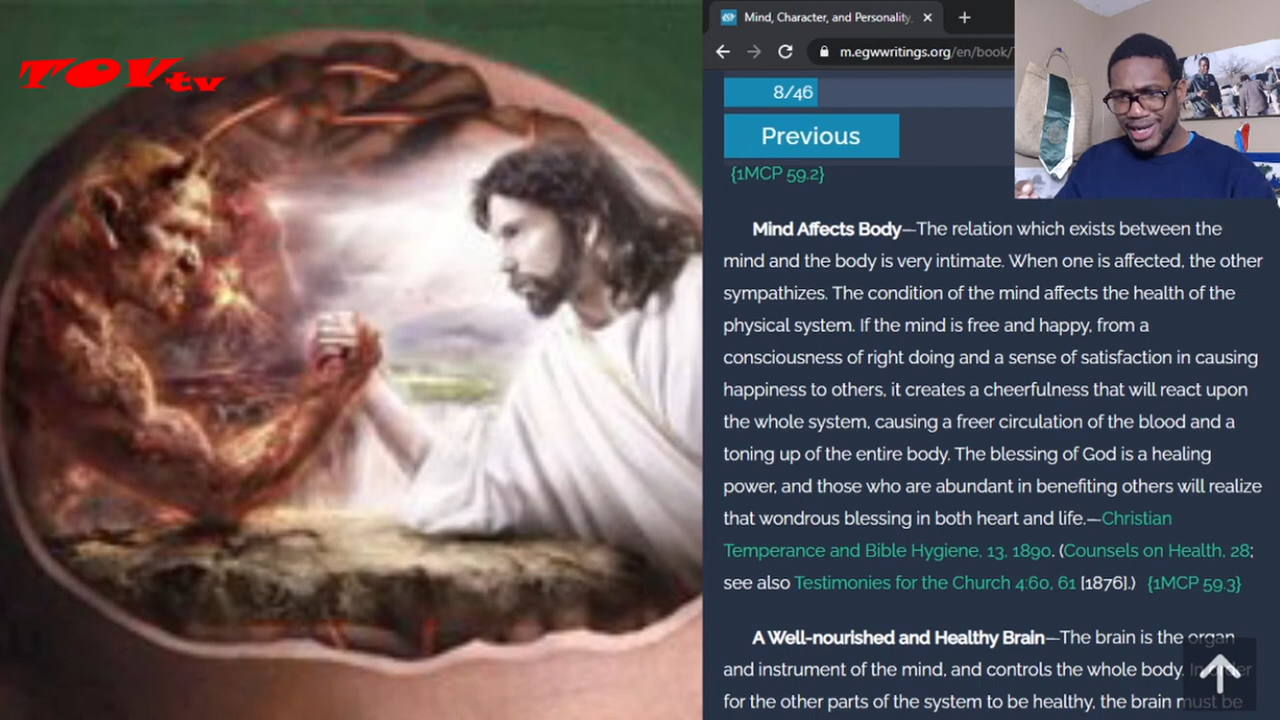 TOVtv
Mind, Character, and Personality,
m.egwwritings.org/en/book/
8/46
Previous
{1MCP 59.2}
Mind Affects Body—The relation which exists between the
mind and the body is very intimate. When one is affected, the other
sympathizes. The condition of the mind affects the health of the
physical system. If the mind is free and happy, from a
consciousness of right doing and a sense of satisfaction in causing
happiness to others, it creates a cheerfulness that will react upon
the whole system, causing a freer circulation of the blood and a
toning up of the entire body. The blessing of God is a healing
power, and those who are abundant in benefiting others will realize
that wondrous blessing in both heart and life.—Christian
Temperance and Bible Hygiene, 13, 1890. (Counsels on Health, 28;
see also Testimonies for the Church 4:60, 61 [1876].) {1MCP 59.3}
A Well-nourished and Healthy Brain—The brain is the organ
and instrument of the mind, and controls the whole body. In order
for the other parts of the system to be healthy, the brain must be